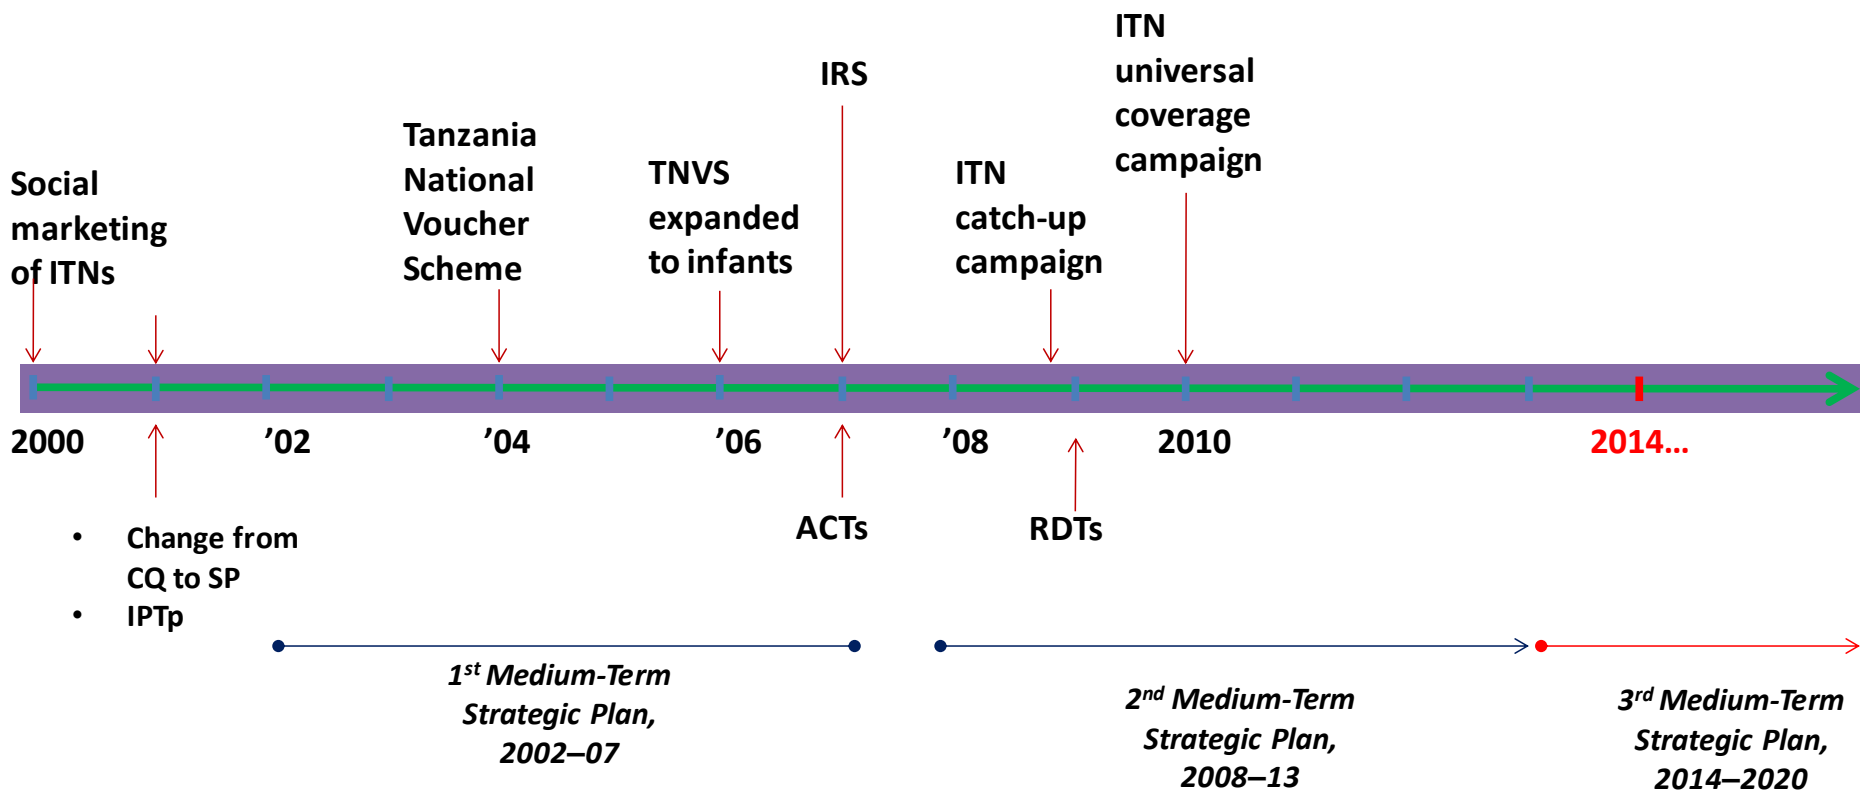 Social
marketing
of ITNs
Tanzania
National
Voucher
Scheme
TNVS
expanded
to infants
IRS
ITN
catch-up
campaign
ITN
universal
coverage
campaign
2000
’02
’04
’06
’08
2010
2014...
• Change from
CQ to SP
• IPTp
ACTs
RDTs
1st Medium-Term
Strategic Plan,
2002–07
2nd Medium-Term
Strategic Plan,
2008–13
3rd Medium-Term
Strategic Plan,
2014–2020